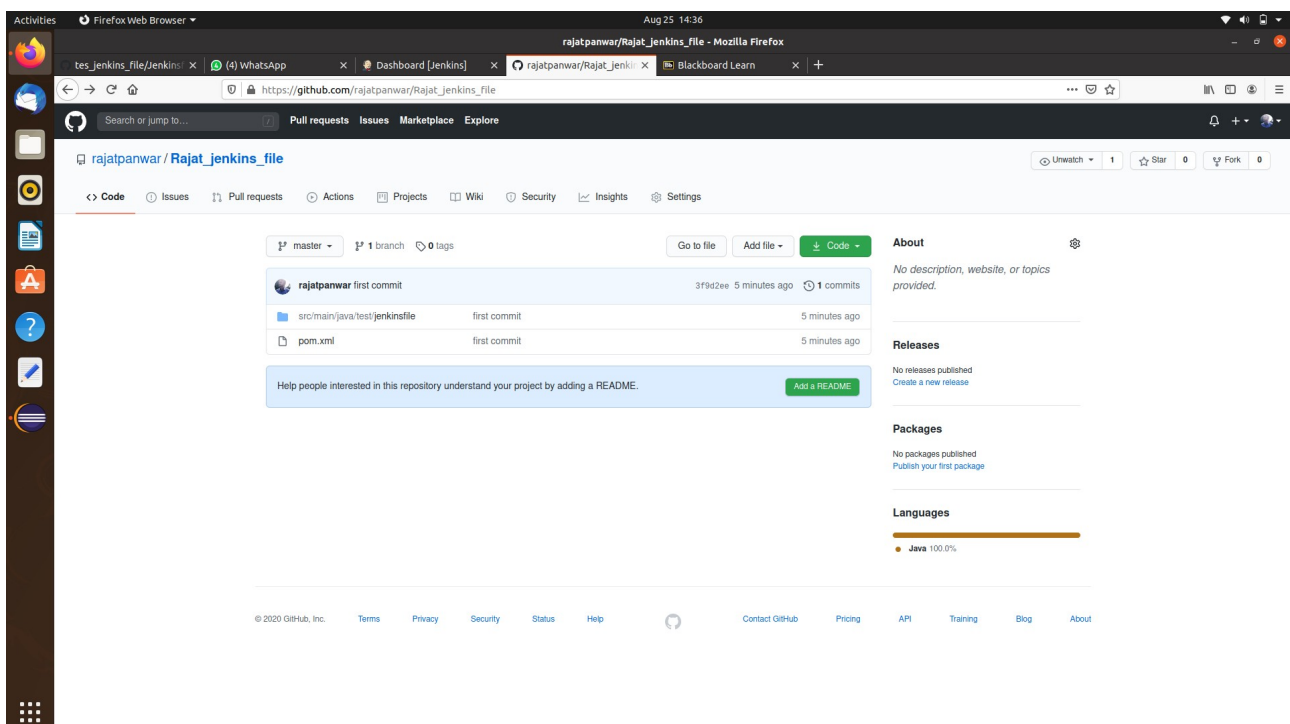 Activities Firefox Web Browser Aug 25 14:36
rajatpanwar/Rajat_jenkins_file - Mozilla Firefox
tes_jenkins_file/Jenkinsf (4) WhatsApp Dashboard [Jenkins] rajatpanwar/Rajat_jenkin Blackboard Learn
https://github.com/rajatpanwar/Rajat_jenkins_file
Search or jump to... / Pull requests Issues Marketplace Explore
rajatpanwar / Rajat_jenkins_file Unwatch 1 Star 0 Fork 0
Code Issues Pull requests Actions Projects Wiki Security Insights Settings
master 1 branch 0 tags Go to file Add file Code
rajatpanwar first commit 3f9d2ee 5 minutes ago 1 commits
src/main/java/test/jenkinsfile first commit 5 minutes ago
pom.xml first commit 5 minutes ago
Help people interested in this repository understand your project by adding a README. Add a README
About
No description, website, or topics
provided.
Releases
No releases published
Create a new release
Packages
No packages published
Publish your first package
Languages
Java 100.0%
© 2020 GitHub, Inc. Terms Privacy Security Status Help Contact GitHub Pricing API Training Blog About